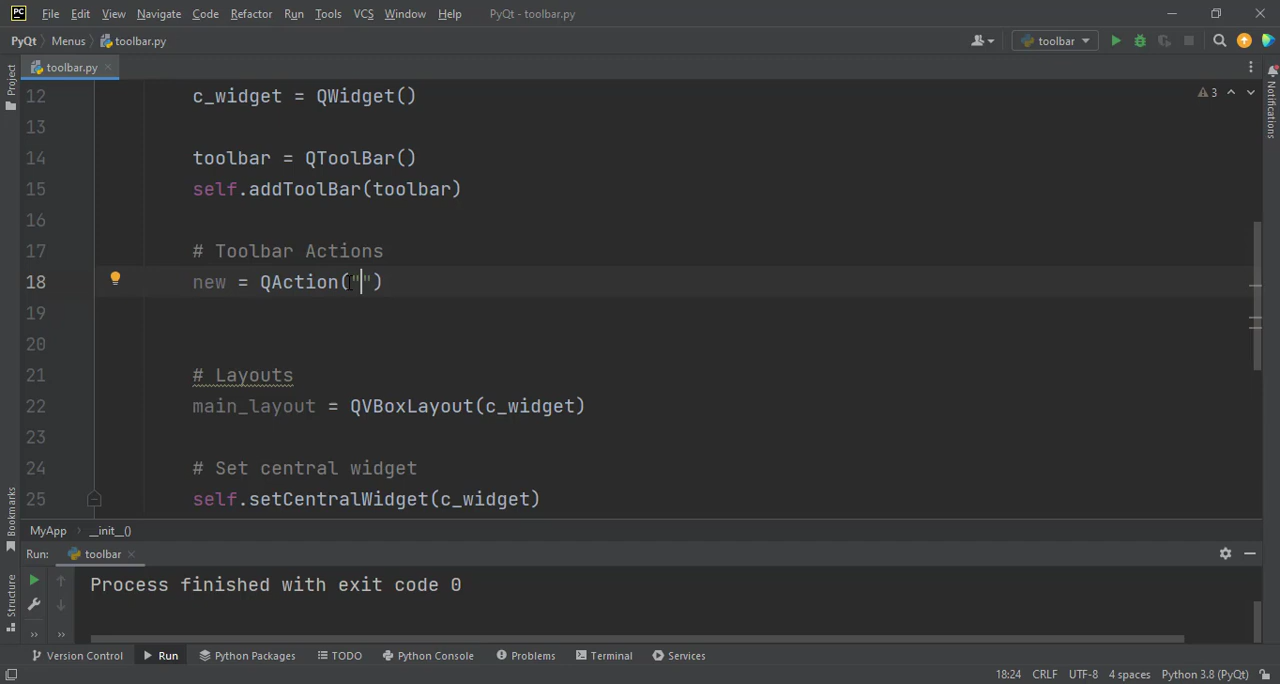 PC File Edit View Navigate Code Refactor Run Tools VCS Window Help PyQt - toolbar.py
PyQt Menus toolbar.py toolbar
Project
toolbar.py
Notifications
3
12 c_widget = QWidget()
13
14 toolbar = QToolBar()
15 self.addToolBar(toolbar)
16
17 # Toolbar Actions
18 new = QAction("")
19
20
21 # Layouts
22 main_layout = QVBoxLayout(c_widget)
23
24 # Set central widget
25 self.setCentralWidget(c_widget)
Bookmarks
MyApp __init__()
Run: toolbar
Structure
Process finished with exit code 0
Version Control Run Python Packages TODO Python Console Problems Terminal Services
18:24 CRLF UTF-8 4 spaces Python 3.8 (PyQt)